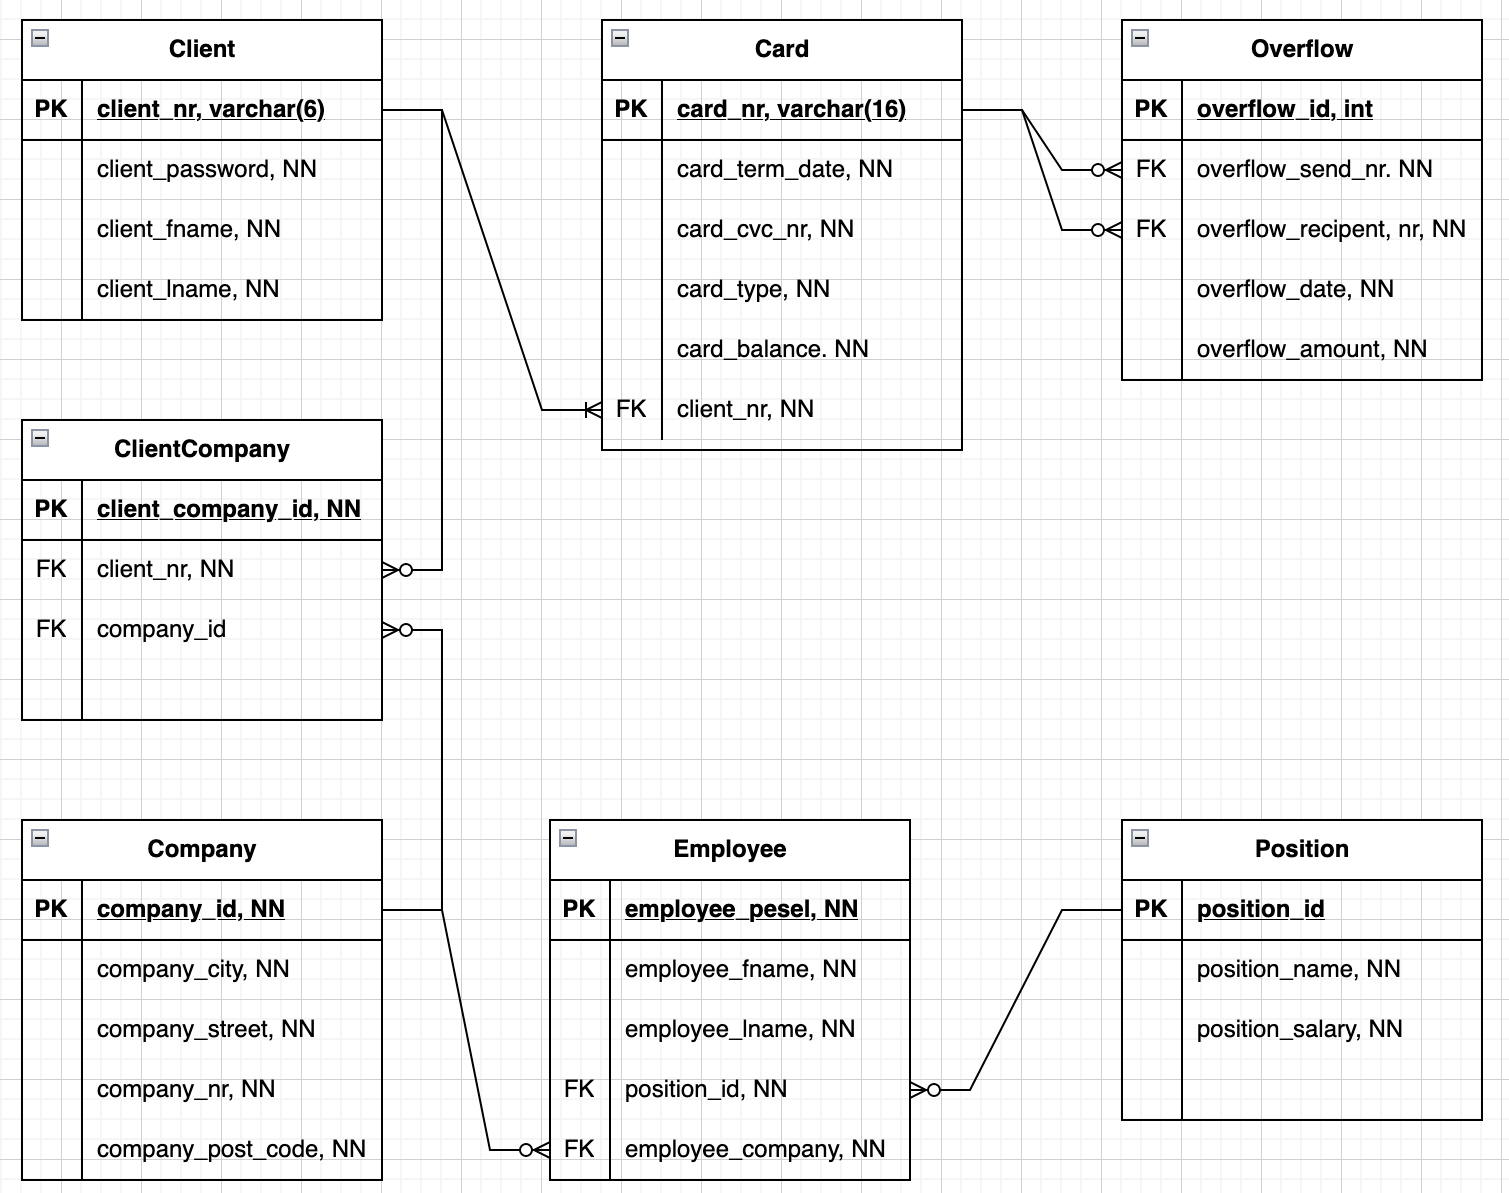 Client
PK client_nr, varchar(6)
client_password, NN
client_fname, NN
client_lname, NN
Card
PK card_nr, varchar(16)
card_term_date, NN
card_cvc_nr, NN
card_type, NN
card_balance. NN
FK client_nr, NN
Overflow
PK overflow_id, int
FK overflow_send_nr. NN
FK overflow_recipent, nr, NN
overflow_date, NN
overflow_amount, NN
ClientCompany
PK client_company_id, NN
FK client_nr, NN
FK company_id
Company
PK company_id, NN
company_city, NN
company_street, NN
company_nr, NN
company_post_code, NN
Employee
PK employee_pesel, NN
employee_fname, NN
employee_lname, NN
FK position_id, NN
FK employee_company, NN
Position
PK position_id
position_name, NN
position_salary, NN